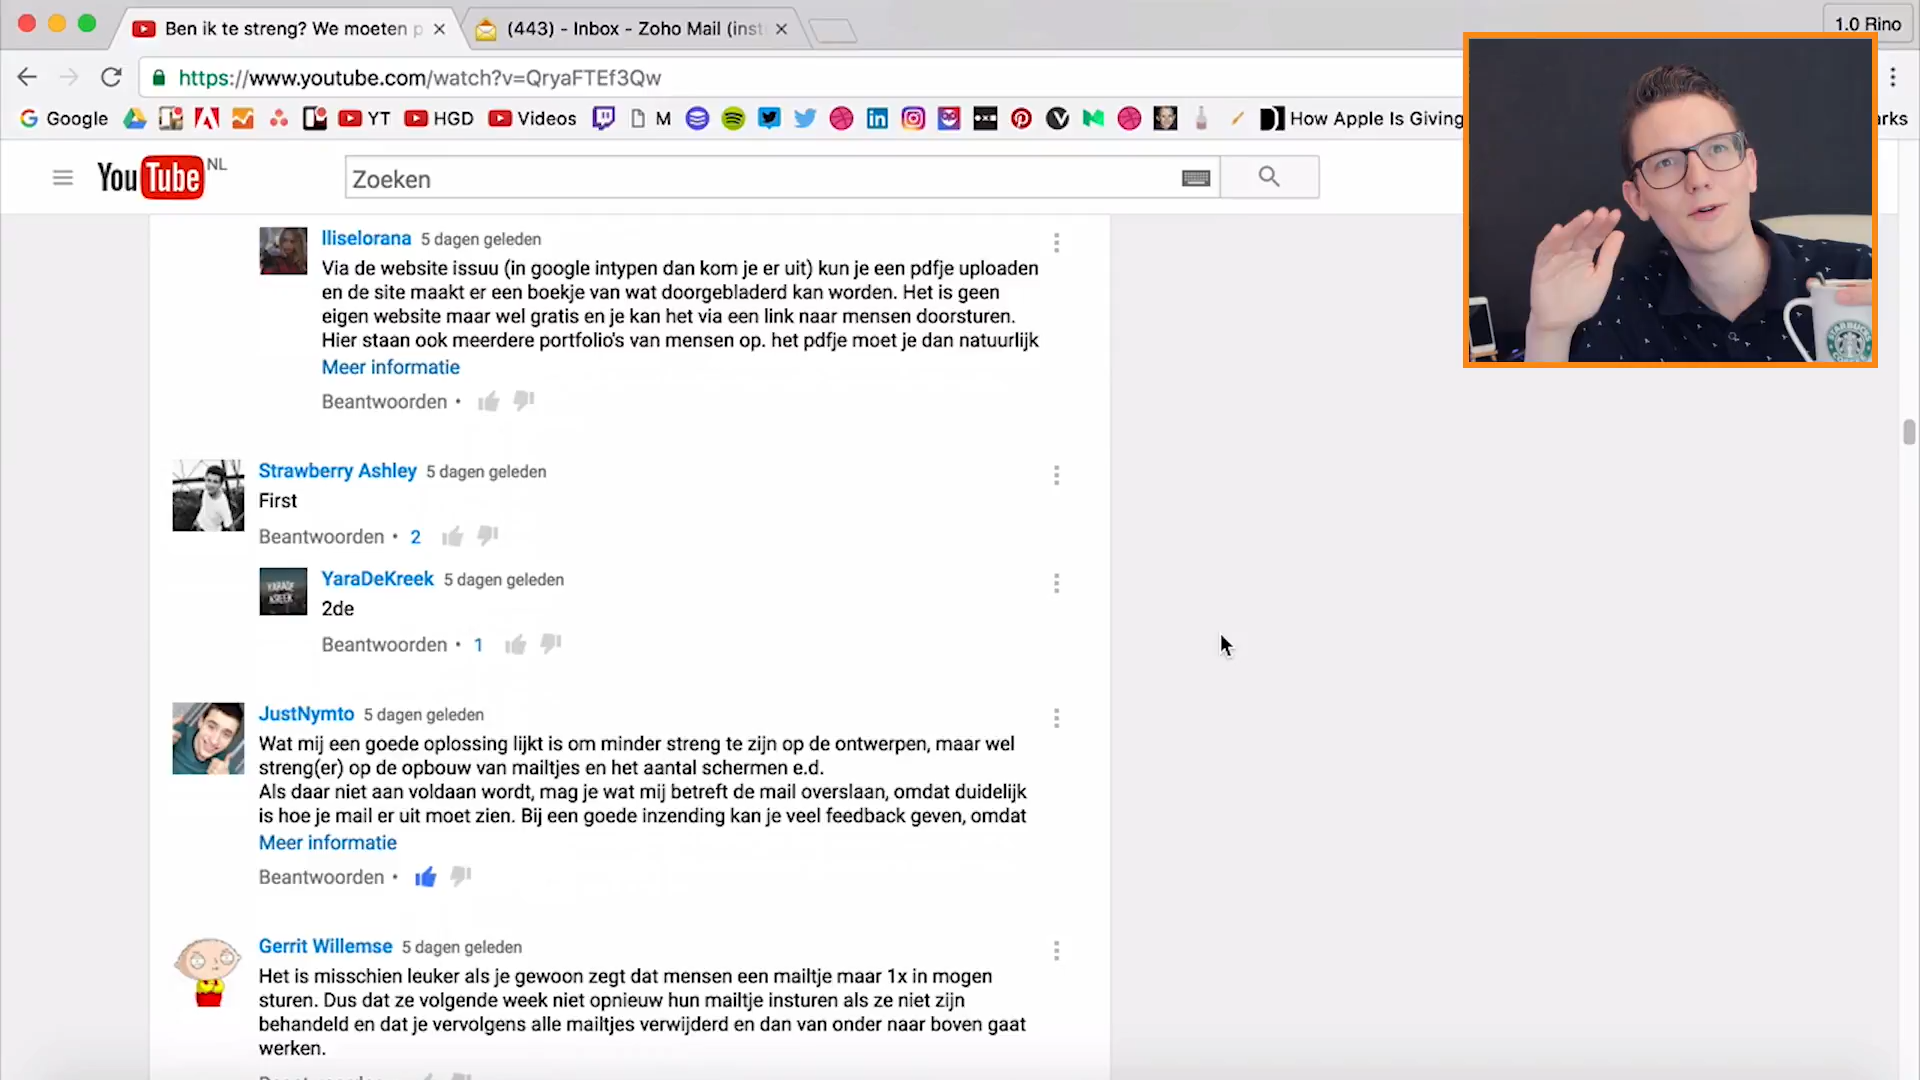 Ben ik te streng? We moeten p
(443) - Inbox - Zoho Mail (inst
1.0 Rino
https://www.youtube.com/watch?v=QryaFTEf3Qw
Google YT HGD Videos M How Apple Is Giving arks
YouTube NL
Zoeken
Iliselorana 5 dagen geleden
Via de website issuu (in google intypen dan kom je er uit) kun je een pdfje uploaden
en de site maakt er een boekje van wat doorgebladerd kan worden. Het is geen
eigen website maar wel gratis en je kan het via een link naar mensen doorsturen.
Hier staan ook meerdere portfolio's van mensen op. het pdfje moet je dan natuurlijk
Meer informatie
Beantwoorden •
Strawberry Ashley 5 dagen geleden
First
Beantwoorden • 2
YARADE
KREEK
YaraDeKreek 5 dagen geleden
2de
Beantwoorden • 1
JustNymto 5 dagen geleden
Wat mij een goede oplossing lijkt is om minder streng te zijn op de ontwerpen, maar wel
streng(er) op de opbouw van mailtjes en het aantal schermen e.d.
Als daar niet aan voldaan wordt, mag je wat mij betreft de mail overslaan, omdat duidelijk
is hoe je mail er uit moet zien. Bij een goede inzending kan je veel feedback geven, omdat
Meer informatie
Beantwoorden •
Gerrit Willemse 5 dagen geleden
Het is misschien leuker als je gewoon zegt dat mensen een mailtje maar 1x in mogen
sturen. Dus dat ze volgende week niet opnieuw hun mailtje insturen als ze niet zijn
behandeld en dat je vervolgens alle mailtjes verwijderd en dan van onder naar boven gaat
werken.
STARBUCKS
COFFEE